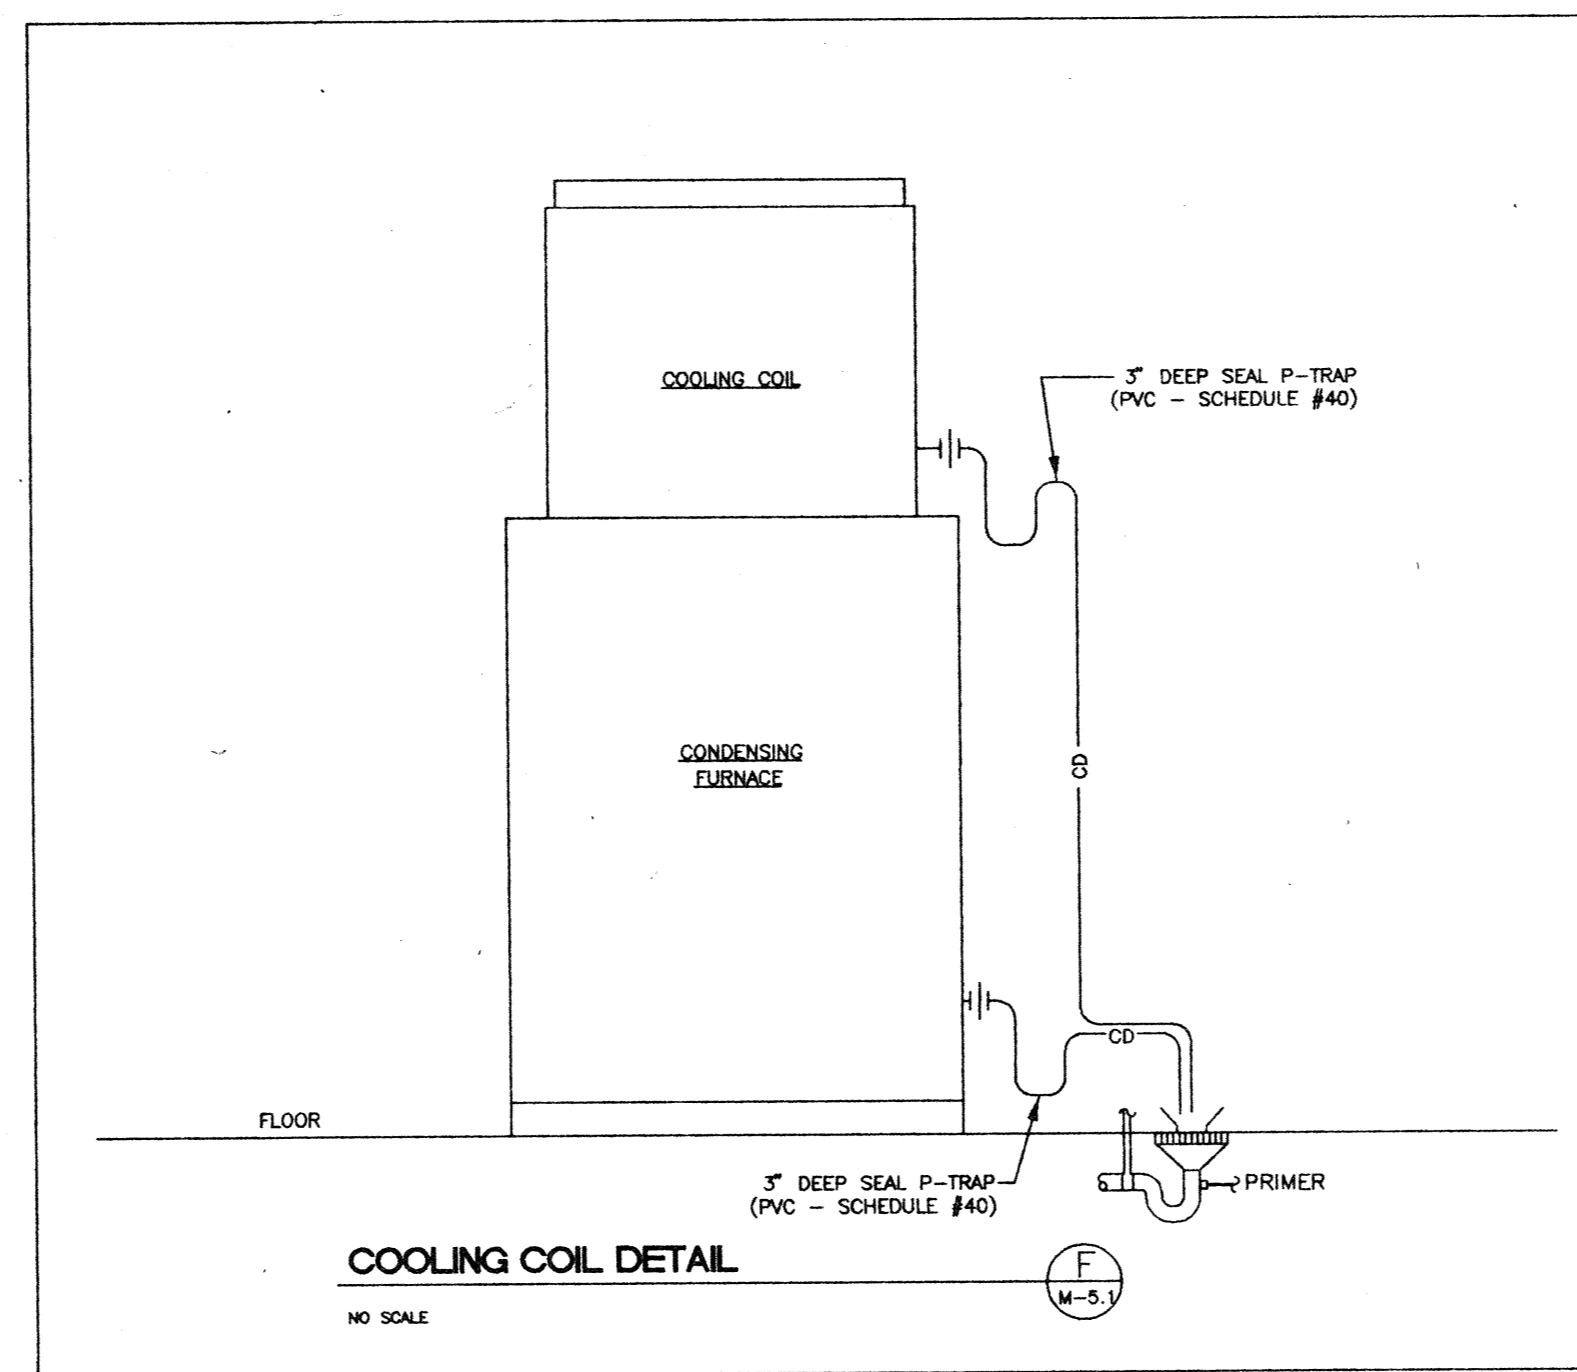 COOLING COIL
3" DEEP SEAL P-TRAP
(PVC - SCHEDULE #40)
CONDENSING
FURNACE
CD
CD
FLOOR
3" DEEP SEAL P-TRAP
(PVC - SCHEDULE #40)
PRIMER
COOLING COIL DETAIL
F
M-5.1
NO SCALE